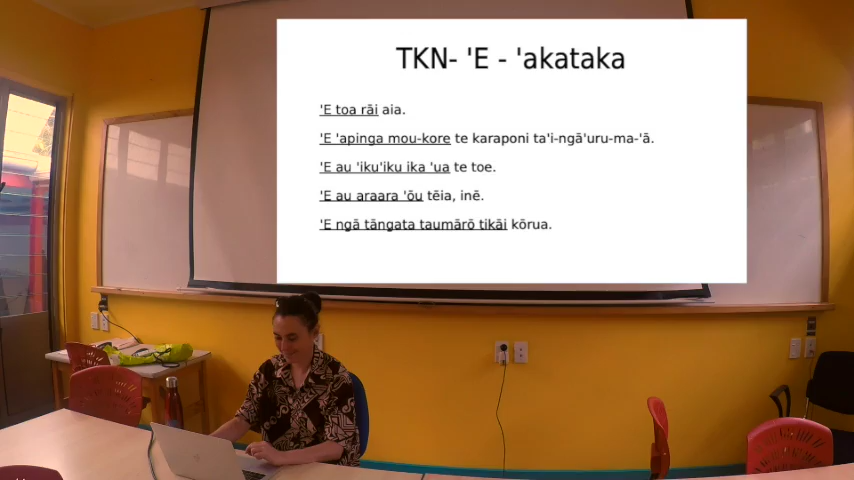 TKN- 'E - 'akataka
'E toa rāi aia.
'E 'apinga mou-kore te karaponi ta'i-ngā'uru-ma-'ā.
'E au 'iku'iku ika 'ua te toe.
'E au araara 'ōu tēia, inē.
'E ngā tāngata taumārō tikāi kōrua.